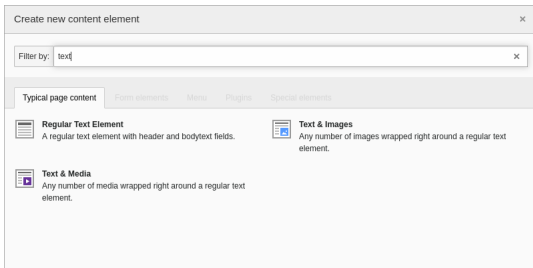 Create new content element ×
Filter by: text ×
Typical page content Form elements Menu Plugins Special elements
Regular Text Element
A regular text element with header and bodytext fields.
Text & Images
Any number of images wrapped right around a regular text
element.
Text & Media
Any number of media wrapped right around a regular text
element.